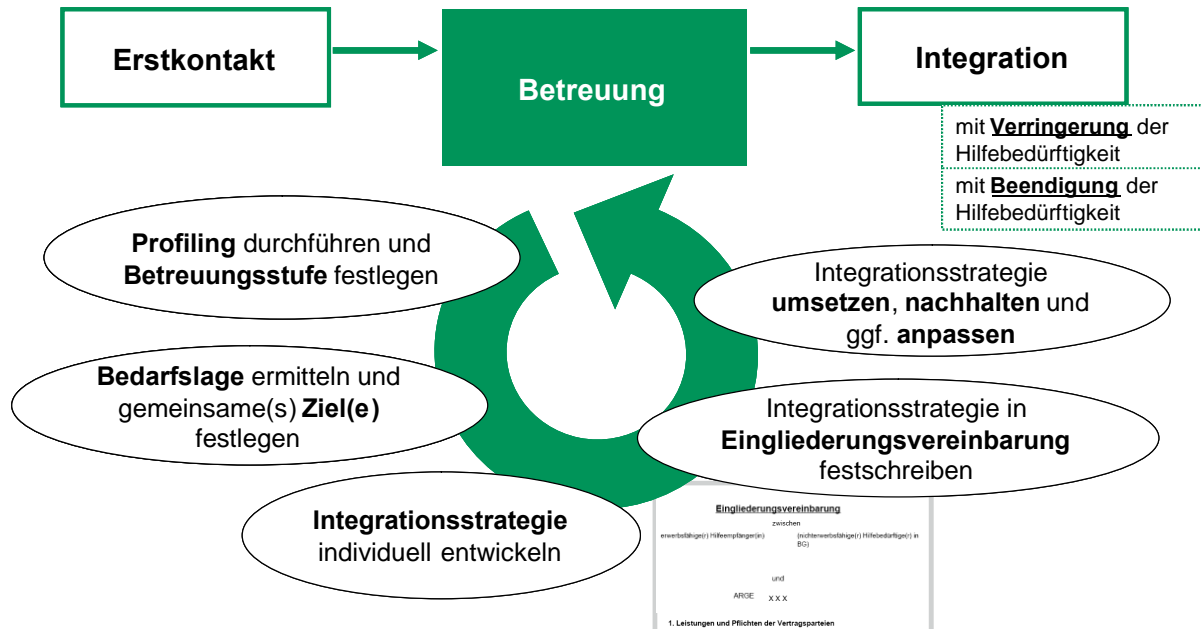 Erstkontakt
Betreuung
Integration
mit Verringerung der
Hilfebedürftigkeit
mit Beendigung der
Hilfebedürftigkeit
Profiling durchführen und
Betreuungsstufe festlegen
Bedarfslage ermitteln und
gemeinsame(s) Ziel(e)
festlegen
Integrationsstrategie
individuell entwickeln
Integrationsstrategie in
Eingliederungsvereinbarung
festschreiben
Integrationsstrategie
umsetzen, nachhalten und
ggf. anpassen
Eingliederungsvereinbarung
zwischen
erwerbsfähige(r) Hilfeempfänger(in) (nichterwerbsfähige(r) Hilfebedürftige(r) in
BG)
und
ARGE X X X
1. Leistungen und Pflichten der Vertragsparteien